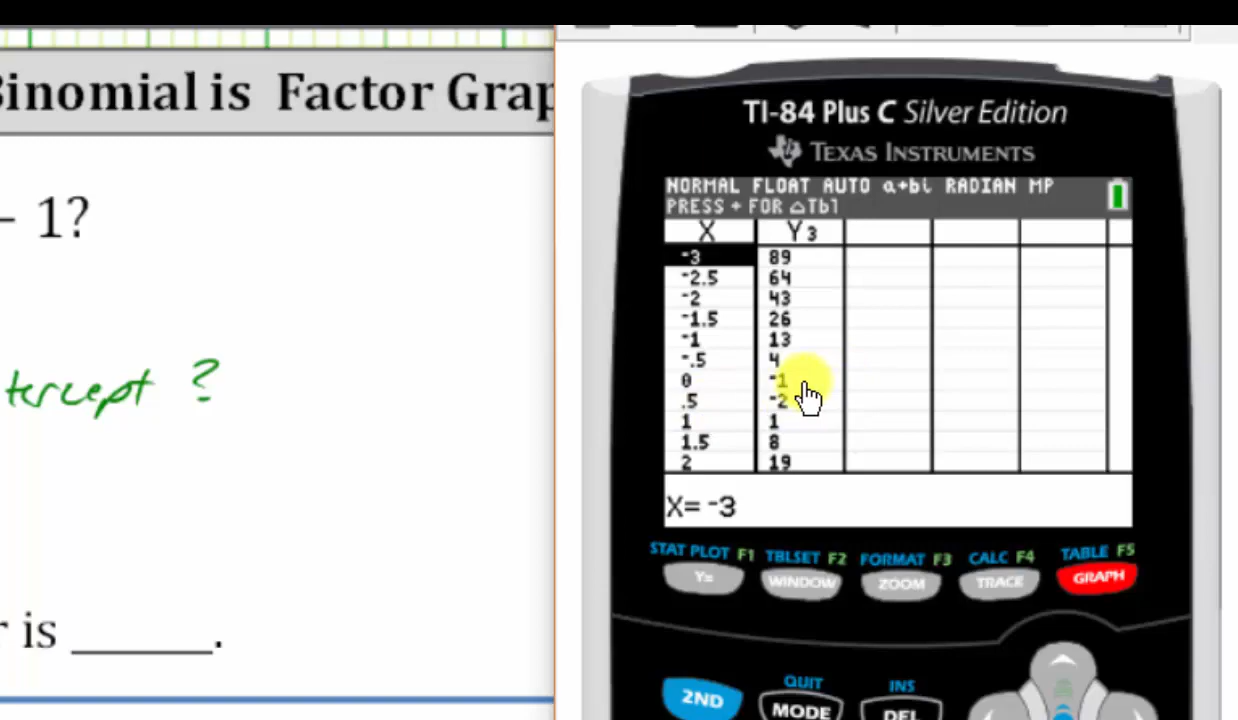 Binomial is Factor Grap
– 1?
tercept ?
r is ______.
TI-84 Plus C Silver Edition
TEXAS INSTRUMENTS
NORMAL FLOAT AUTO a+bi RADIAN MP
PRESS + FOR △Tbl
X Y3
-3 89
-2.5 64
-2 43
-1.5 26
-1 13
-.5 4
0 -1
.5 -2
1 1
1.5 8
2 19
X= -3
STAT PLOT F1 TBLSET F2 FORMAT F3 CALC F4 TABLE F5
Y= WINDOW ZOOM TRACE GRAPH
QUIT INS
2ND MODE DEL